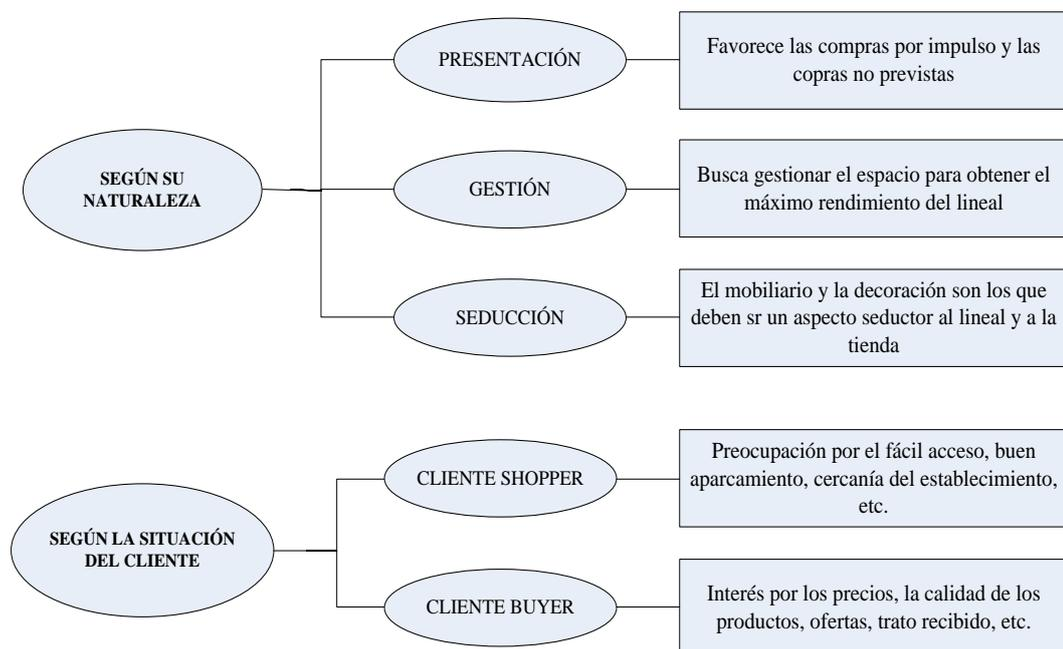 PRESENTACIÓN
Favorece las compras por impulso y las
copras no previstas
SEGÚN SU
NATURALEZA
GESTIÓN
Busca gestionar el espacio para obtener el
máximo rendimiento del lineal
SEDUCCIÓN
El mobiliario y la decoración son los que
deben sr un aspecto seductor al lineal y a la
tienda
SEGÚN LA SITUACIÓN
DEL CLIENTE
CLIENTE SHOPPER
Preocupación por el fácil acceso, buen
aparcamiento, cercanía del establecimiento,
etc.
CLIENTE BUYER
Interés por los precios, la calidad de los
productos, ofertas, trato recibido, etc.